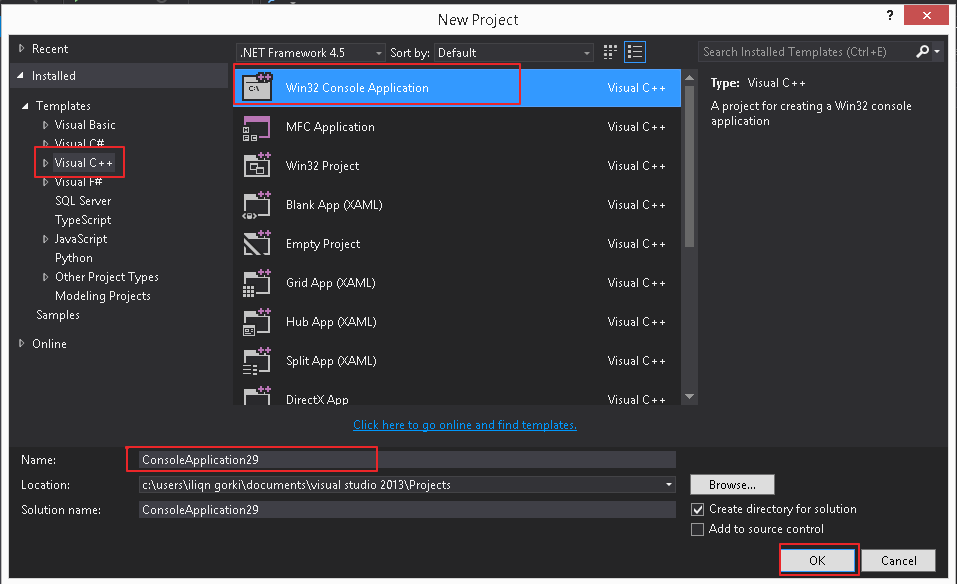 New Project
?
Recent
Installed
Templates
Visual Basic
Visual C#
Visual C++
Visual F#
SQL Server
TypeScript
JavaScript
Python
Other Project Types
Modeling Projects
Samples
Online
.NET Framework 4.5 Sort by: Default
C:\ Win32 Console Application Visual C++
MFC Application Visual C++
Win32 Project Visual C++
Blank App (XAML) Visual C++
Empty Project Visual C++
Grid App (XAML) Visual C++
Hub App (XAML) Visual C++
Split App (XAML) Visual C++
DirectX App Visual C++
Click here to go online and find templates.
Search Installed Templates (Ctrl+E)
Type: Visual C++
A project for creating a Win32 console
application
Name: ConsoleApplication29
Location: c:\users\iliqn gorki\documents\visual studio 2013\Projects Browse...
Solution name: ConsoleApplication29
Create directory for solution
Add to source control
OK Cancel